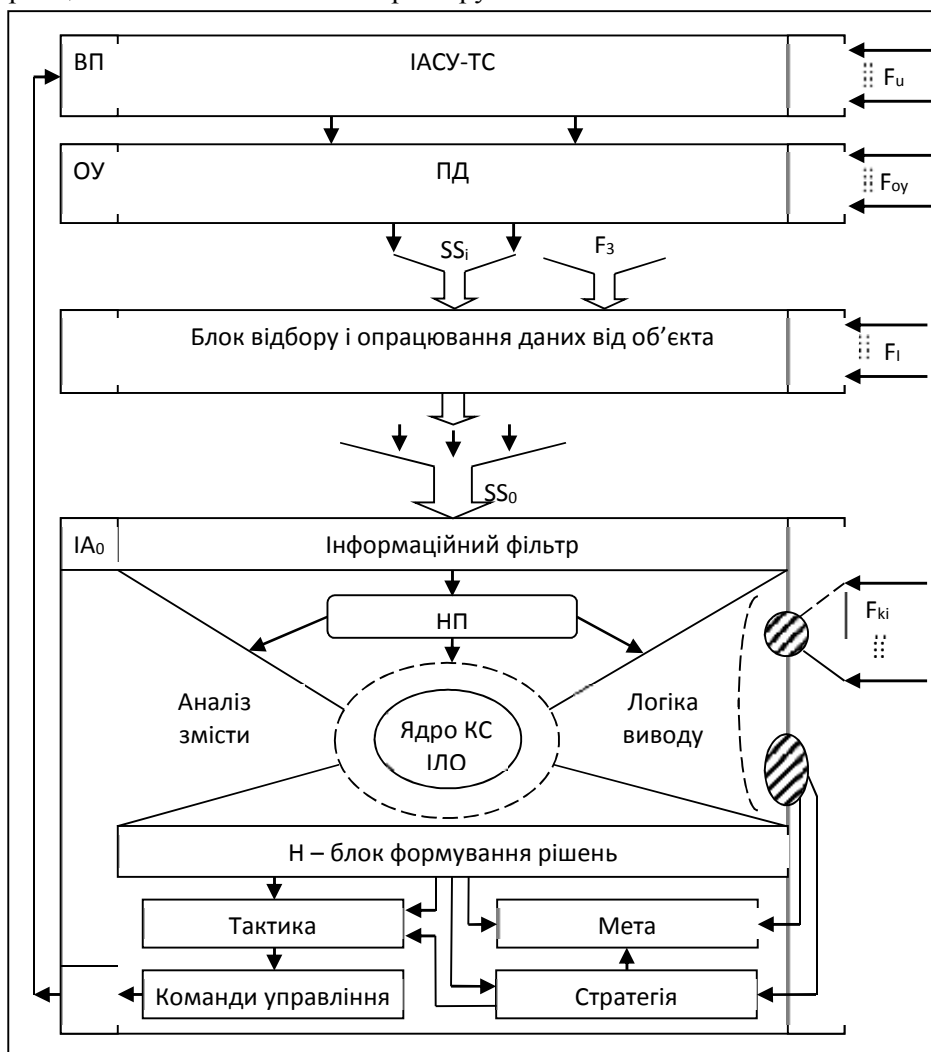 ВП
ІАСУ-ТС
Fu
ОУ
ПД
Fоу
SSi
F3
Блок відбору і опрацювання даних від об’єкта
FI
SS0
ІА0
Інформаційний фільтр
НП
Fki
Аналіз
змісти
Ядро КС
ІЛО
Логіка
виводу
Н – блок формування рішень
Тактика
Мета
Команди управління
Стратегія